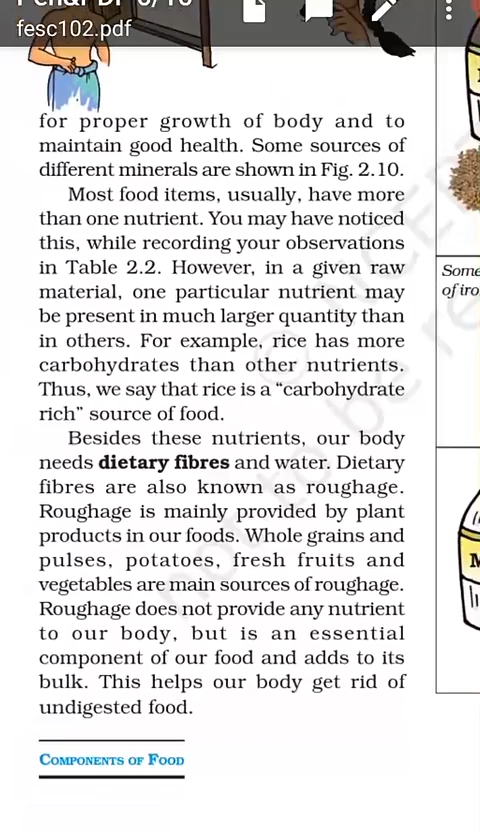 fesc102.pdf
for proper growth of body and to
maintain good health. Some sources of
different minerals are shown in Fig. 2.10.
Most food items, usually, have more
than one nutrient. You may have noticed
this, while recording your observations
in Table 2.2. However, in a given raw
material, one particular nutrient may
be present in much larger quantity than
in others. For example, rice has more
carbohydrates than other nutrients.
Thus, we say that rice is a “carbohydrate
rich” source of food.
Besides these nutrients, our body
needs dietary fibres and water. Dietary
fibres are also known as roughage.
Roughage is mainly provided by plant
products in our foods. Whole grains and
pulses, potatoes, fresh fruits and
vegetables are main sources of roughage.
Roughage does not provide any nutrient
to our body, but is an essential
component of our food and adds to its
bulk. This helps our body get rid of
undigested food.
COMPONENTS OF FOOD
Some
of iro
not to be re